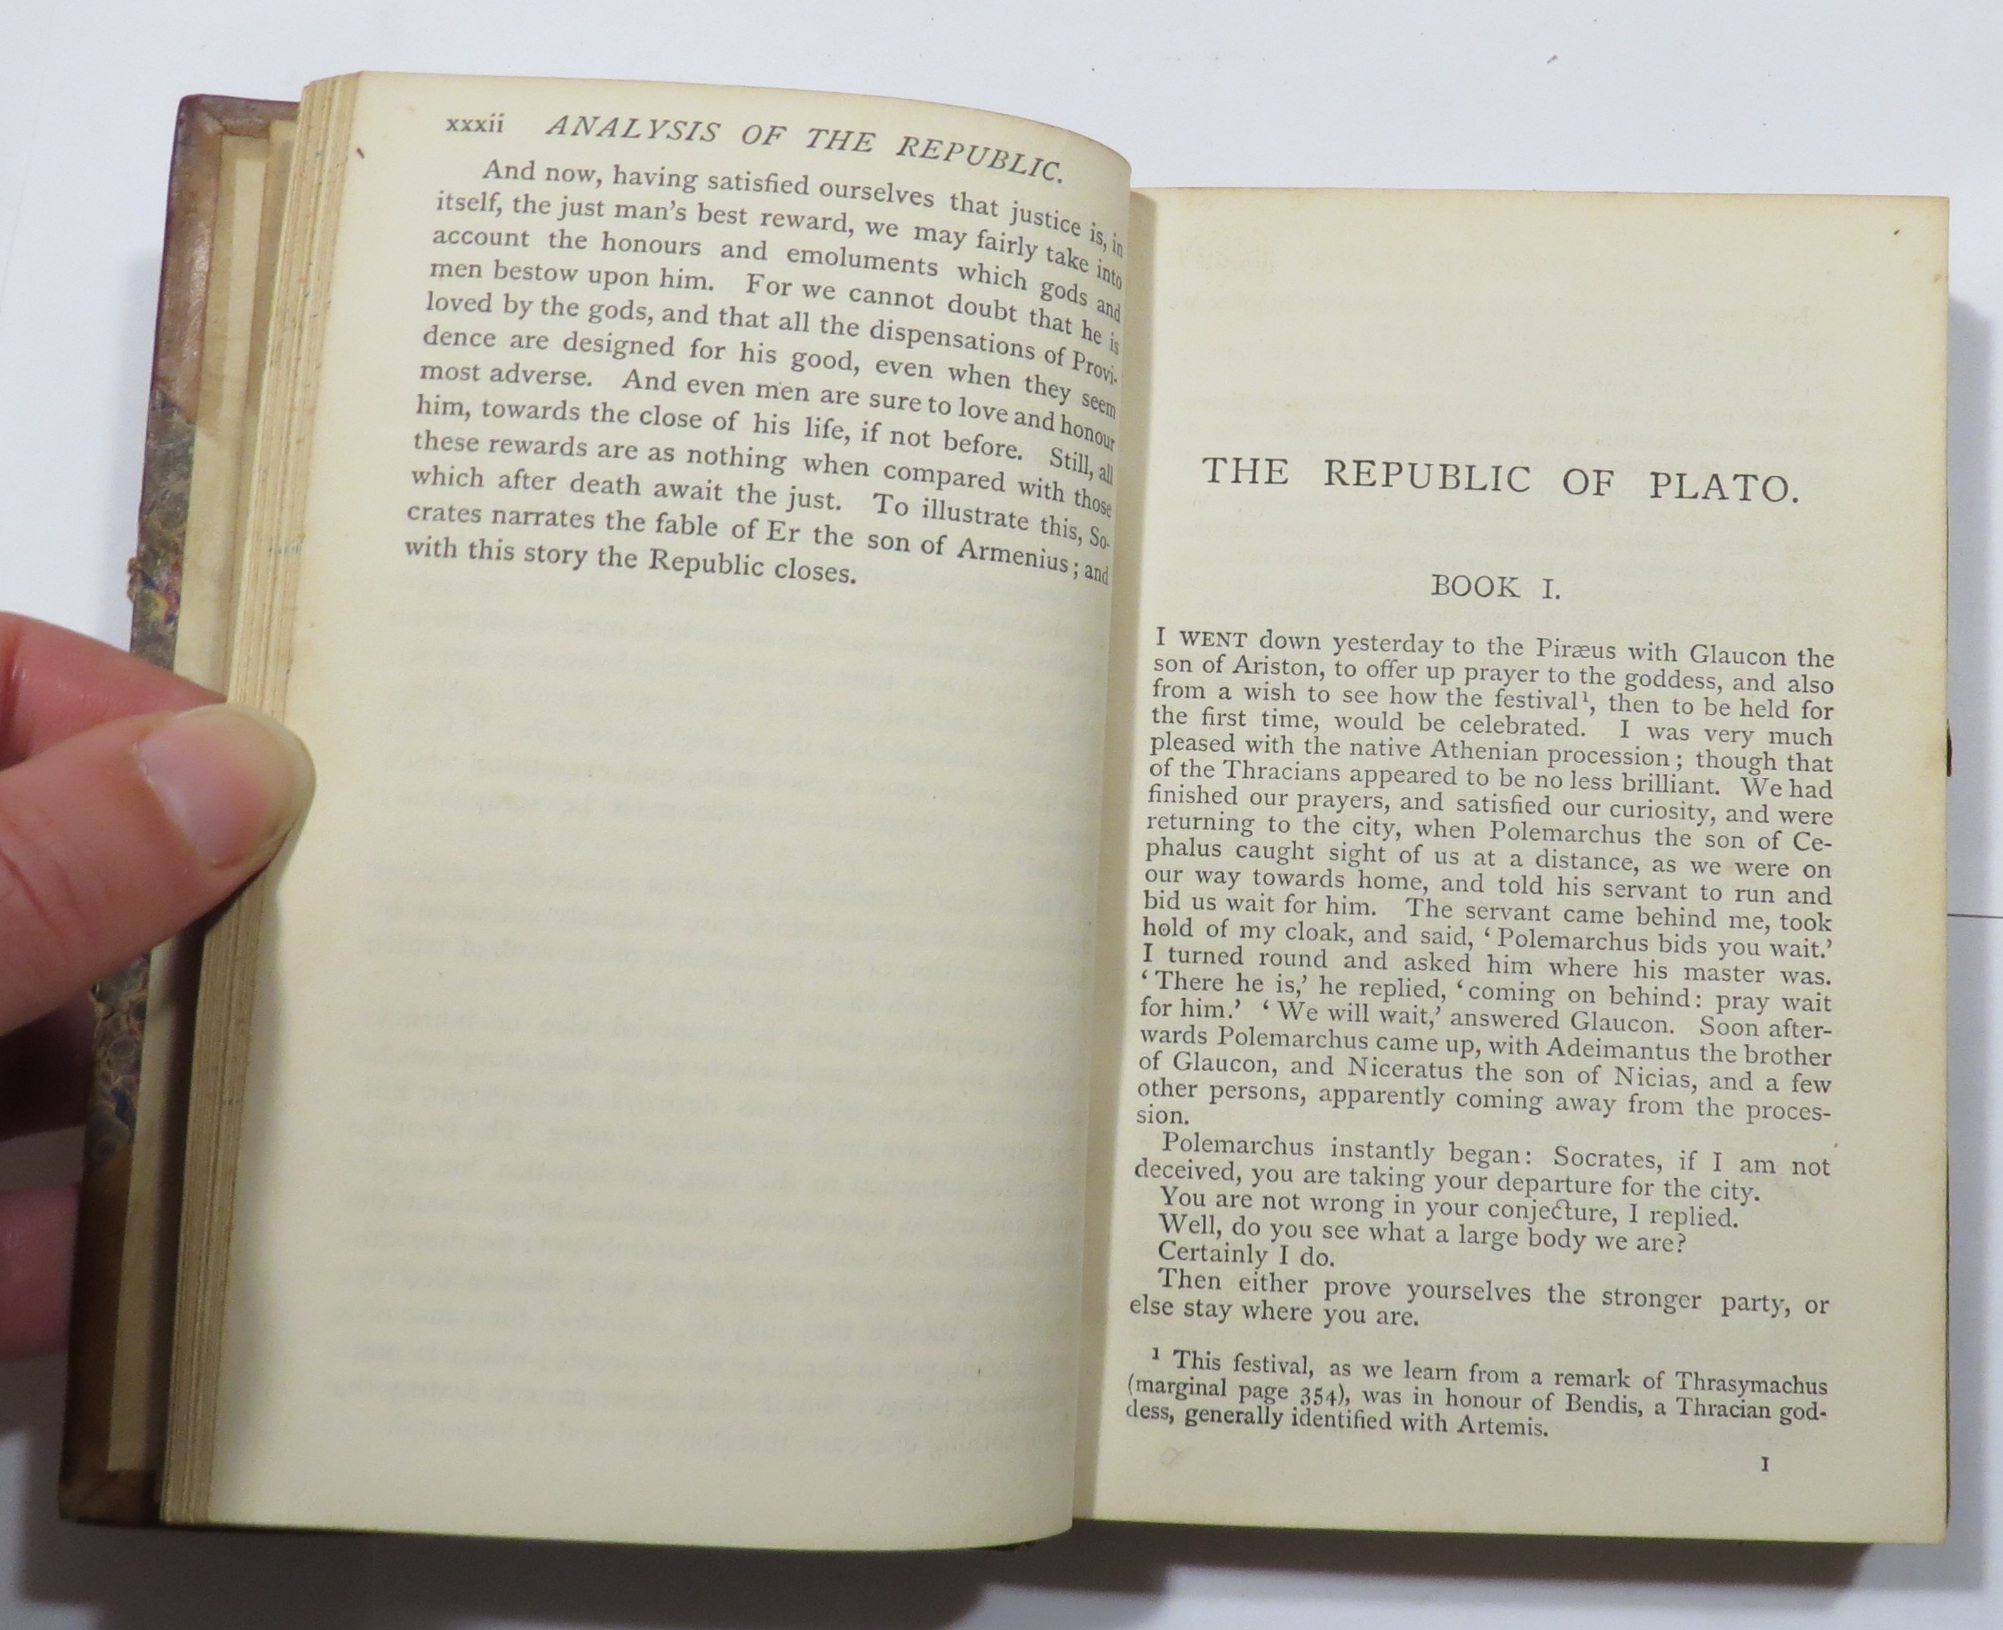 xxxii ANALYSIS OF THE REPUBLIC.
And now, having satisfied ourselves that justice is, in
itself, the just man's best reward, we may fairly take into
account the honours and emoluments which gods and
men bestow upon him. For we cannot doubt that he is
loved by the gods, and that all the dispensations of Provi-
dence are designed for his good, even when they seem
most adverse. And even men are sure to love and honour
him, towards the close of his life, if not before. Still, all
these rewards are as nothing when compared with those
which after death await the just. To illustrate this, So-
crates narrates the fable of Er the son of Armenius; and
with this story the Republic closes.
THE REPUBLIC OF PLATO.
BOOK I.
I WENT down yesterday to the Piræus with Glaucon the
son of Ariston, to offer up prayer to the goddess, and also
from a wish to see how the festival¹, then to be held for
the first time, would be celebrated. I was very much
pleased with the native Athenian procession; though that
of the Thracians appeared to be no less brilliant. We had
finished our prayers, and satisfied our curiosity, and were
returning to the city, when Polemarchus the son of Ce-
phalus caught sight of us at a distance, as we were on
our way towards home, and told his servant to run and
bid us wait for him. The servant came behind me, took
hold of my cloak, and said, ‘Polemarchus bids you wait.’
I turned round and asked him where his master was.
‘There he is,’ he replied, ‘coming on behind: pray wait
for him.’ ‘We will wait,’ answered Glaucon. Soon after-
wards Polemarchus came up, with Adeimantus the brother
of Glaucon, and Niceratus the son of Nicias, and a few
other persons, apparently coming away from the proces-
sion.
Polemarchus instantly began: Socrates, if I am not
deceived, you are taking your departure for the city.
You are not wrong in your conjecture, I replied.
Well, do you see what a large body we are?
Certainly I do.
Then either prove yourselves the stronger party, or
else stay where you are.
¹ This festival, as we learn from a remark of Thrasymachus
(marginal page 354), was in honour of Bendis, a Thracian god-
dess, generally identified with Artemis.
1